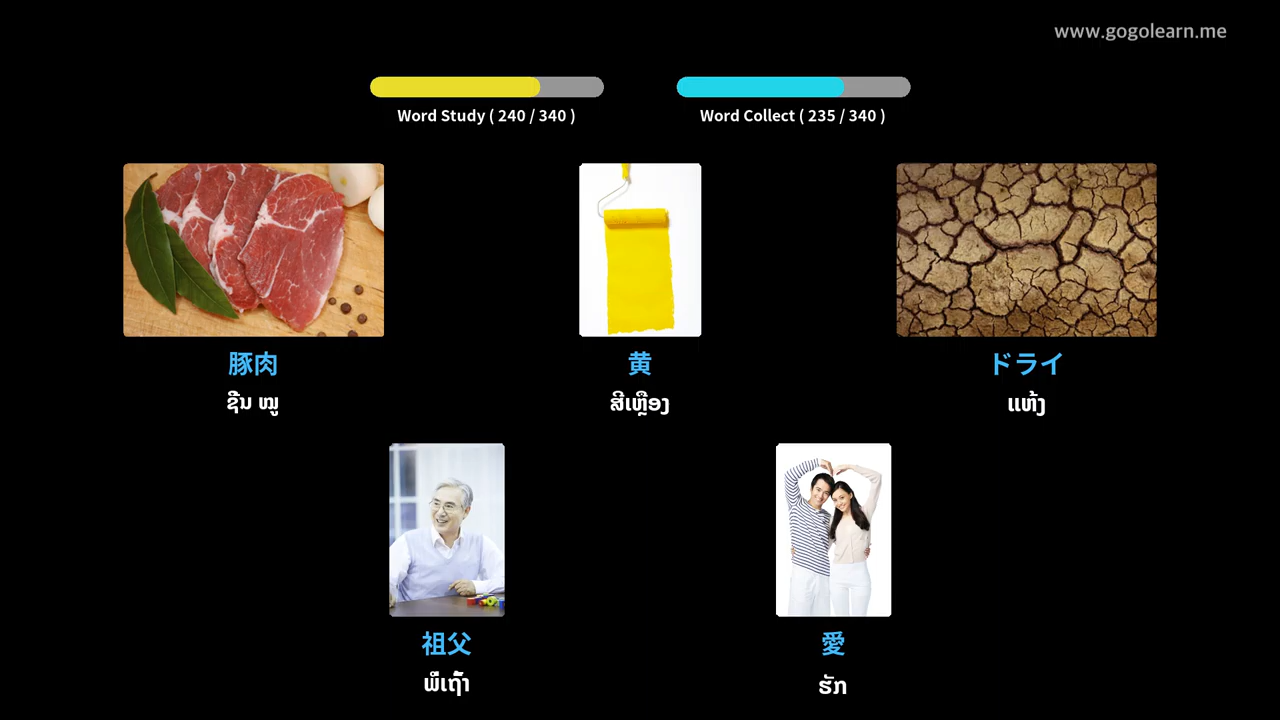 www.gogolearn.me
Word Study ( 240 / 340 )
Word Collect ( 235 / 340 )
豚肉
黄
ドライ
ຊີ້ນ ໝູ
ສີເຫຼືອງ
ແຫ້ງ
祖父
愛
ພໍ່ເຖົ້າ
ຮັກ